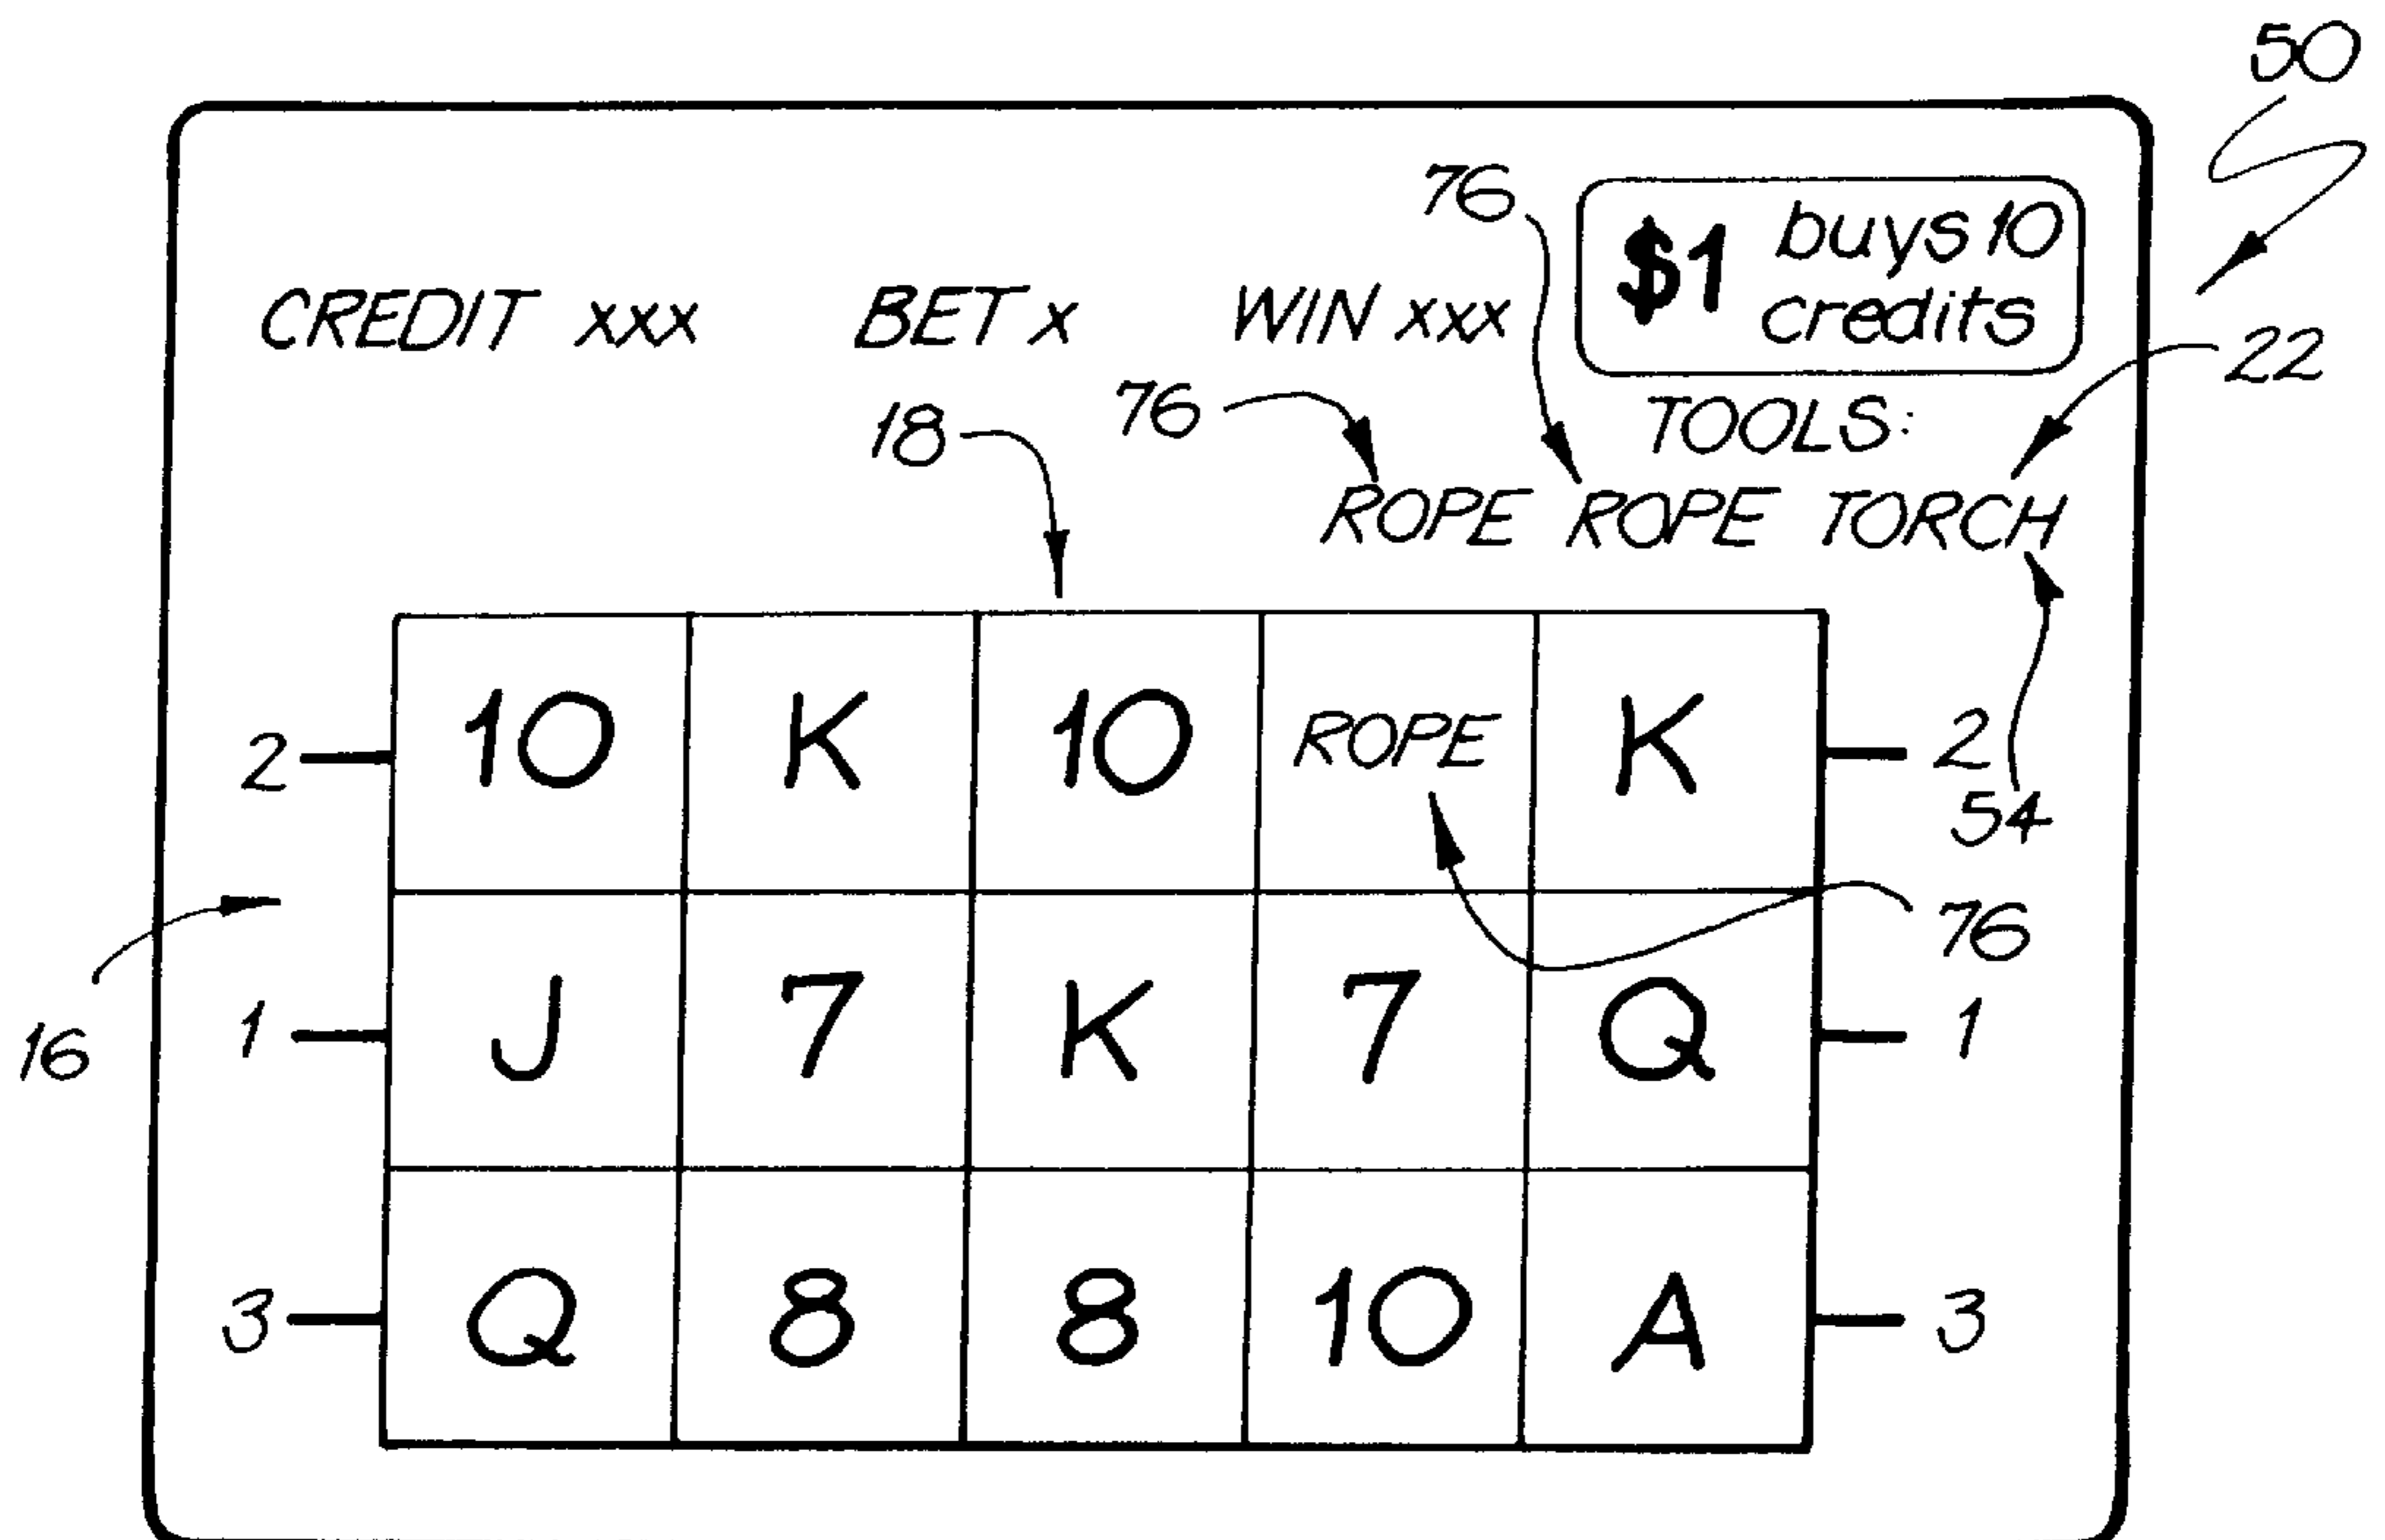 50
76
$1 buys 10
credits
CREDIT xxx BET x WIN xxx
22
18 76 TOOLS:
ROPE ROPE TORCH
2 10 K 10 ROPE K 2
54
76
16 1 J 7 K 7 Q 1
3 Q 8 8 10 A 3